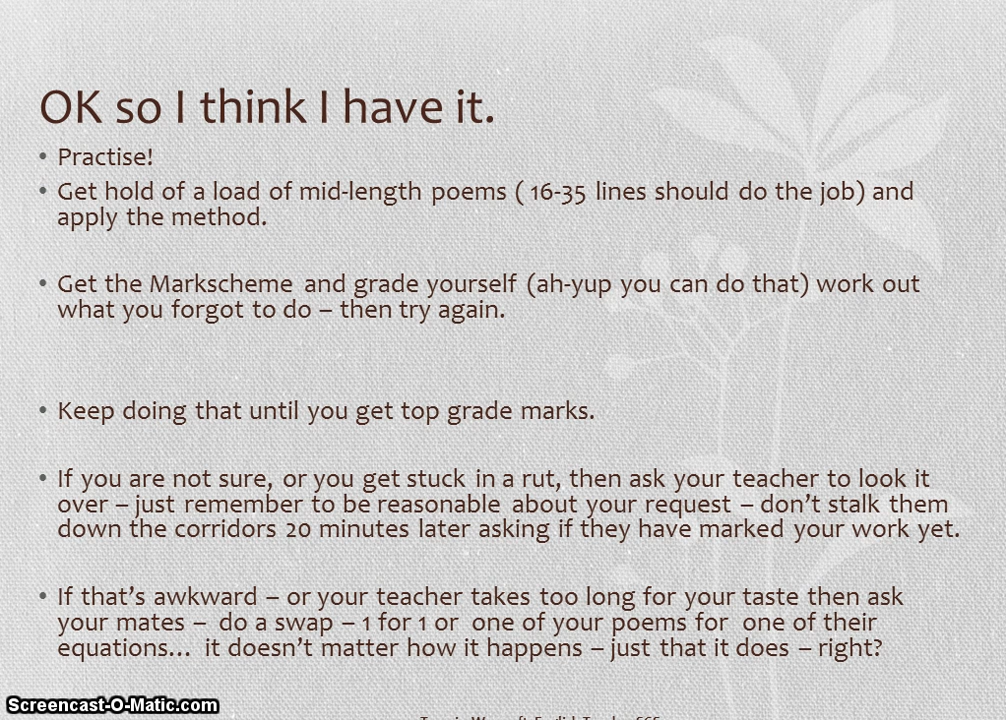 OK so I think I have it.
• Practise!
• Get hold of a load of mid-length poems ( 16-35 lines should do the job) and
apply the method.
• Get the Markscheme and grade yourself (ah-yup you can do that) work out
what you forgot to do – then try again.
• Keep doing that until you get top grade marks.
• If you are not sure, or you get stuck in a rut, then ask your teacher to look it
over – just remember to be reasonable about your request – don’t stalk them
down the corridors 20 minutes later asking if they have marked your work yet.
• If that’s awkward – or your teacher takes too long for your taste then ask
your mates – do a swap – 1 for 1 or one of your poems for one of their
equations… it doesn’t matter how it happens – just that it does – right?
Screencast-O-Matic.com